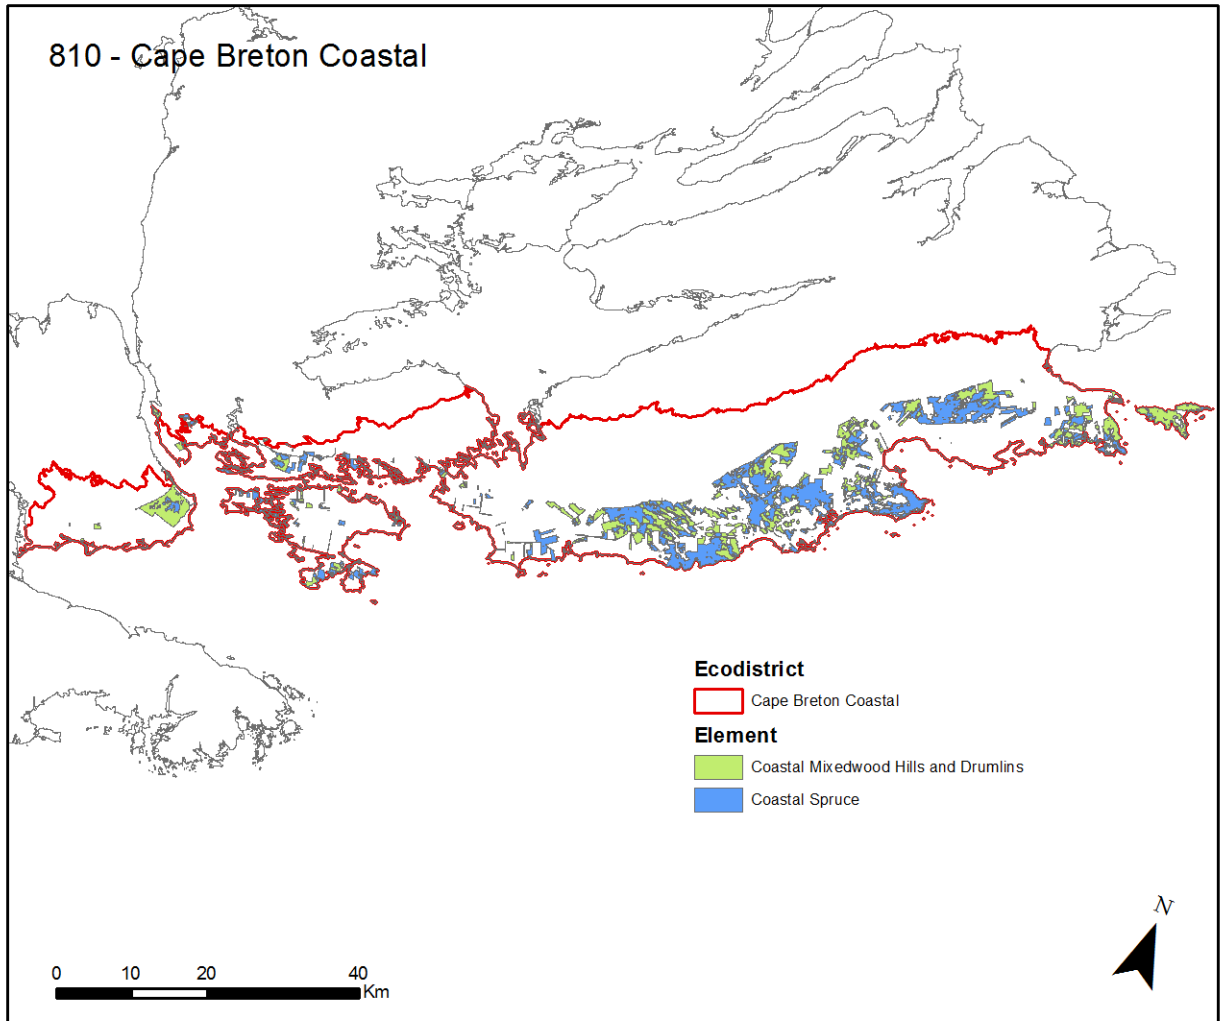 810 - Cape Breton Coastal
Ecodistrict
Cape Breton Coastal
Element
Coastal Mixedwood Hills and Drumlins
Coastal Spruce
N
0 10 20 40
Km